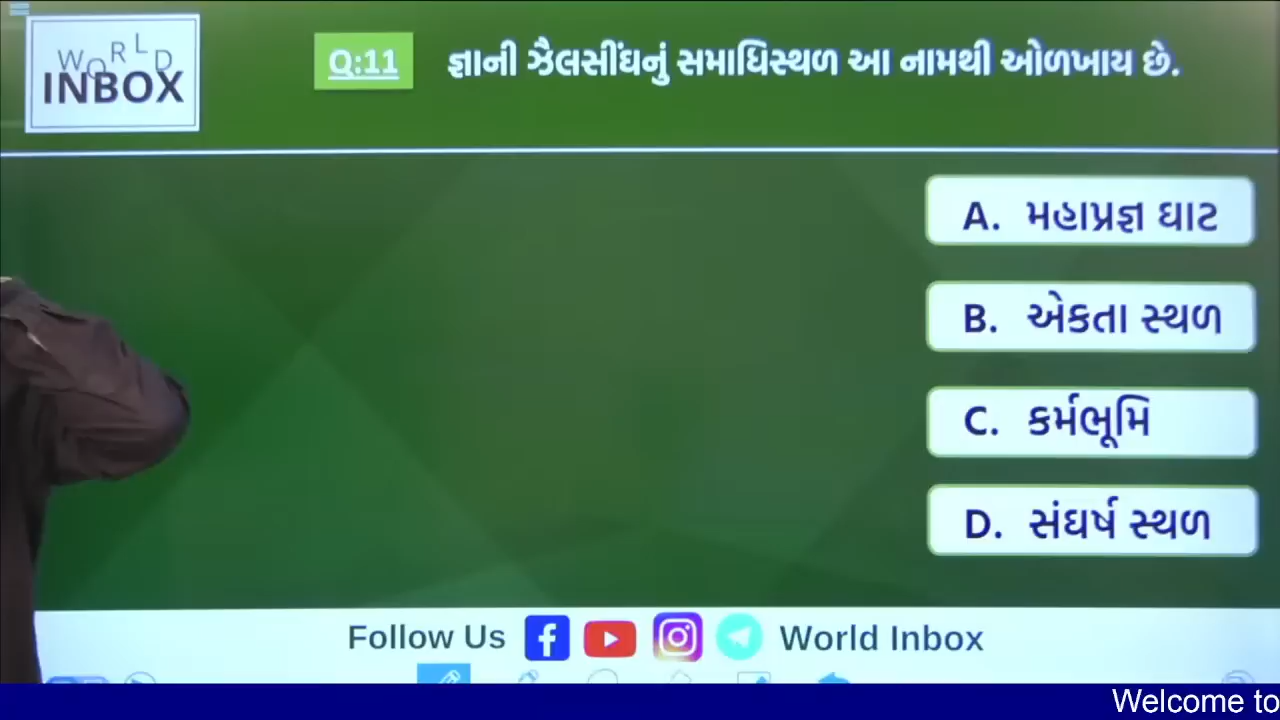 WORLD
INBOX
Q:11 જ્ઞાની ઝૈલસીંઘનું સમાધિસ્થળ આ નામથી ઓળખાય છે.
A. મહાપ્રજ્ઞ ઘાટ
B. એકતા સ્થળ
C. કર્મભૂમિ
D. સંઘર્ષ સ્થળ
Follow Us World Inbox
Welcome to